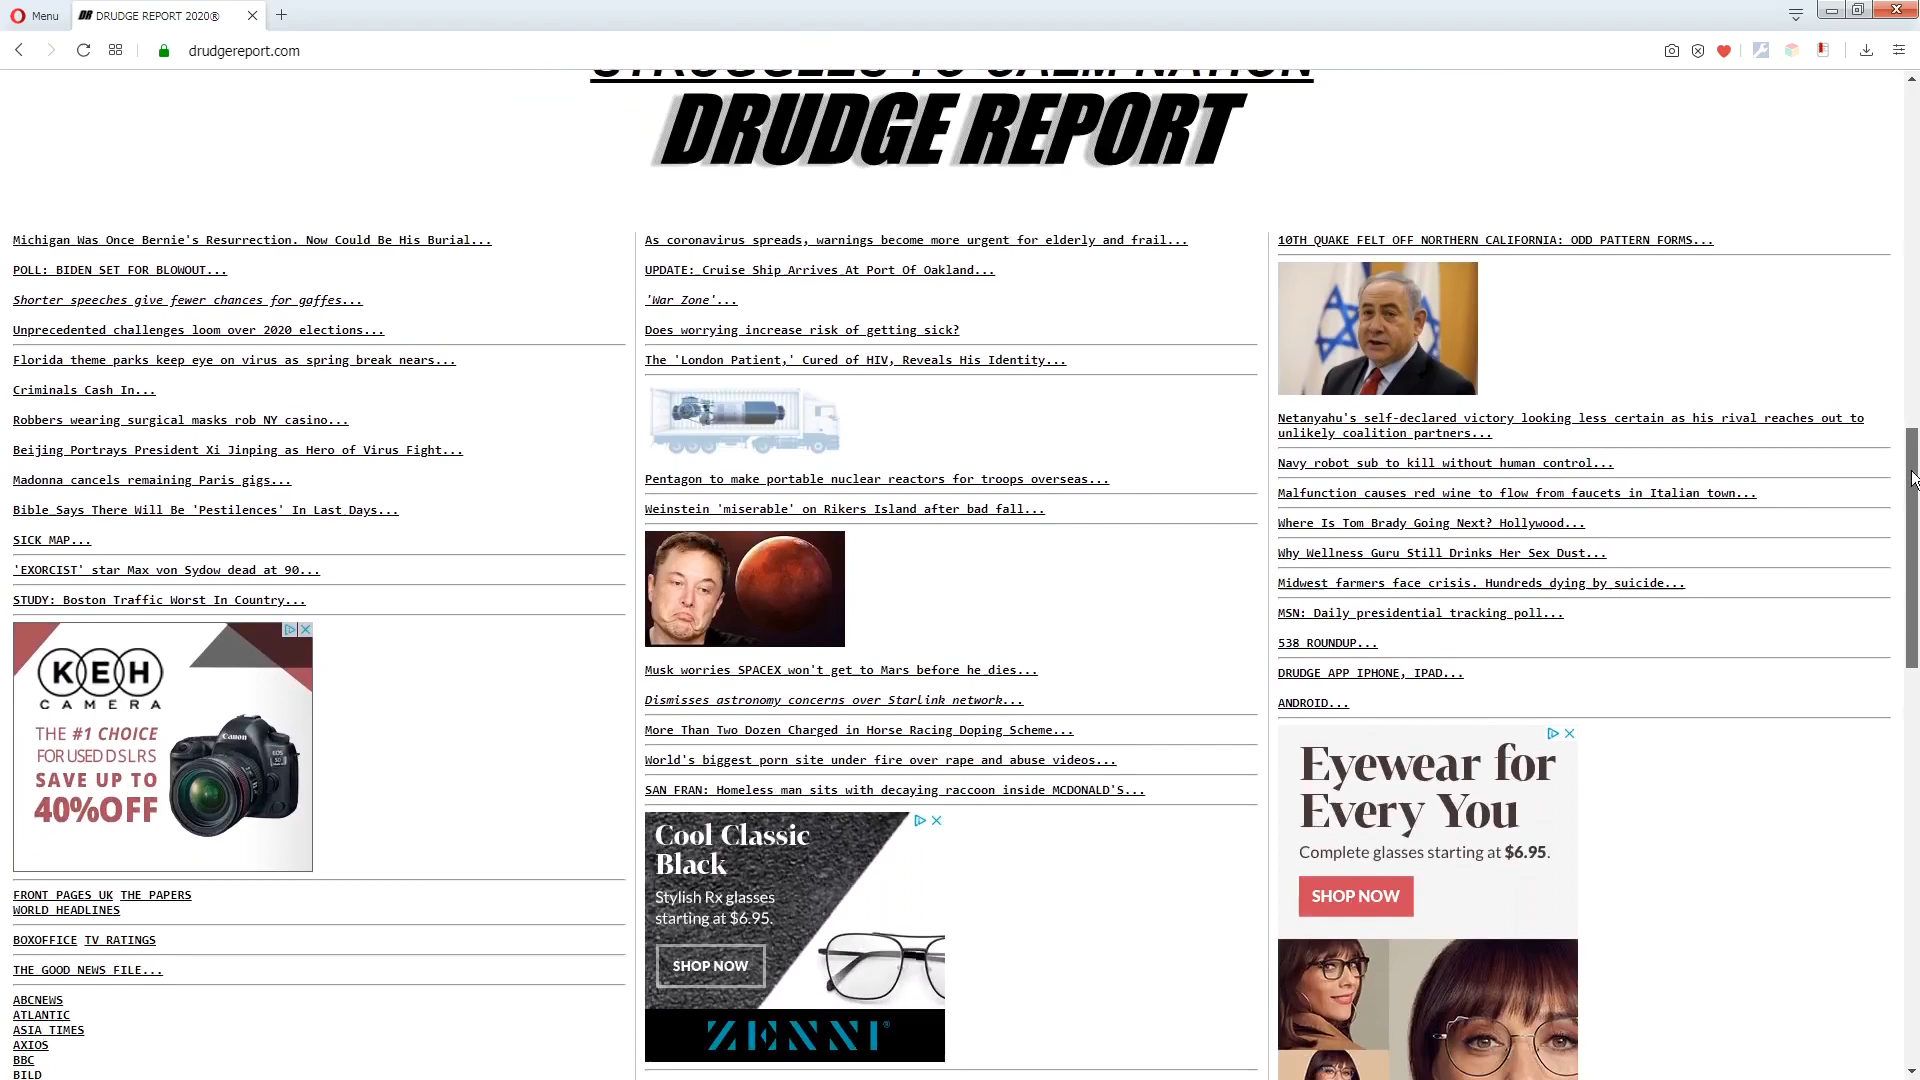 Menu
DR DRUDGE REPORT 2020®
drudgereport.com
STRUGGLES TO CALM NATION
DRUDGE REPORT
Michigan Was Once Bernie's Resurrection. Now Could Be His Burial...
POLL: BIDEN SET FOR BLOWOUT...
Shorter speeches give fewer chances for gaffes...
Unprecedented challenges loom over 2020 elections...
Florida theme parks keep eye on virus as spring break nears...
Criminals Cash In...
Robbers wearing surgical masks rob NY casino...
Beijing Portrays President Xi Jinping as Hero of Virus Fight...
Madonna cancels remaining Paris gigs...
Bible Says There Will Be 'Pestilences' In Last Days...
SICK MAP...
'EXORCIST' star Max von Sydow dead at 90...
STUDY: Boston Traffic Worst In Country...
KEH
CAMERA
THE #1 CHOICE
FOR USED DSLRS
SAVE UP TO
40%OFF
Canon
EOS
5D
FRONT PAGES UK THE PAPERS
WORLD HEADLINES
BOXOFFICE TV RATINGS
THE GOOD NEWS FILE...
ABCNEWS
ATLANTIC
ASIA TIMES
AXIOS
BBC
BILD
As coronavirus spreads, warnings become more urgent for elderly and frail...
UPDATE: Cruise Ship Arrives At Port Of Oakland...
'War Zone'...
Does worrying increase risk of getting sick?
The 'London Patient,' Cured of HIV, Reveals His Identity...
Pentagon to make portable nuclear reactors for troops overseas...
Weinstein 'miserable' on Rikers Island after bad fall...
Musk worries SPACEX won't get to Mars before he dies...
Dismisses astronomy concerns over Starlink network...
More Than Two Dozen Charged in Horse Racing Doping Scheme...
World's biggest porn site under fire over rape and abuse videos...
SAN FRAN: Homeless man sits with decaying raccoon inside MCDONALD'S...
Cool Classic
Black
Stylish Rx glasses
starting at $6.95.
SHOP NOW
ZENNI®
10TH QUAKE FELT OFF NORTHERN CALIFORNIA: ODD PATTERN FORMS...
Netanyahu's self-declared victory looking less certain as his rival reaches out to
unlikely coalition partners...
Navy robot sub to kill without human control...
Malfunction causes red wine to flow from faucets in Italian town...
Where Is Tom Brady Going Next? Hollywood...
Why Wellness Guru Still Drinks Her Sex Dust...
Midwest farmers face crisis. Hundreds dying by suicide...
MSN: Daily presidential tracking poll...
538 ROUNDUP...
DRUDGE APP IPHONE, IPAD...
ANDROID...
Eyewear for
Every You
Complete glasses starting at $6.95.
SHOP NOW